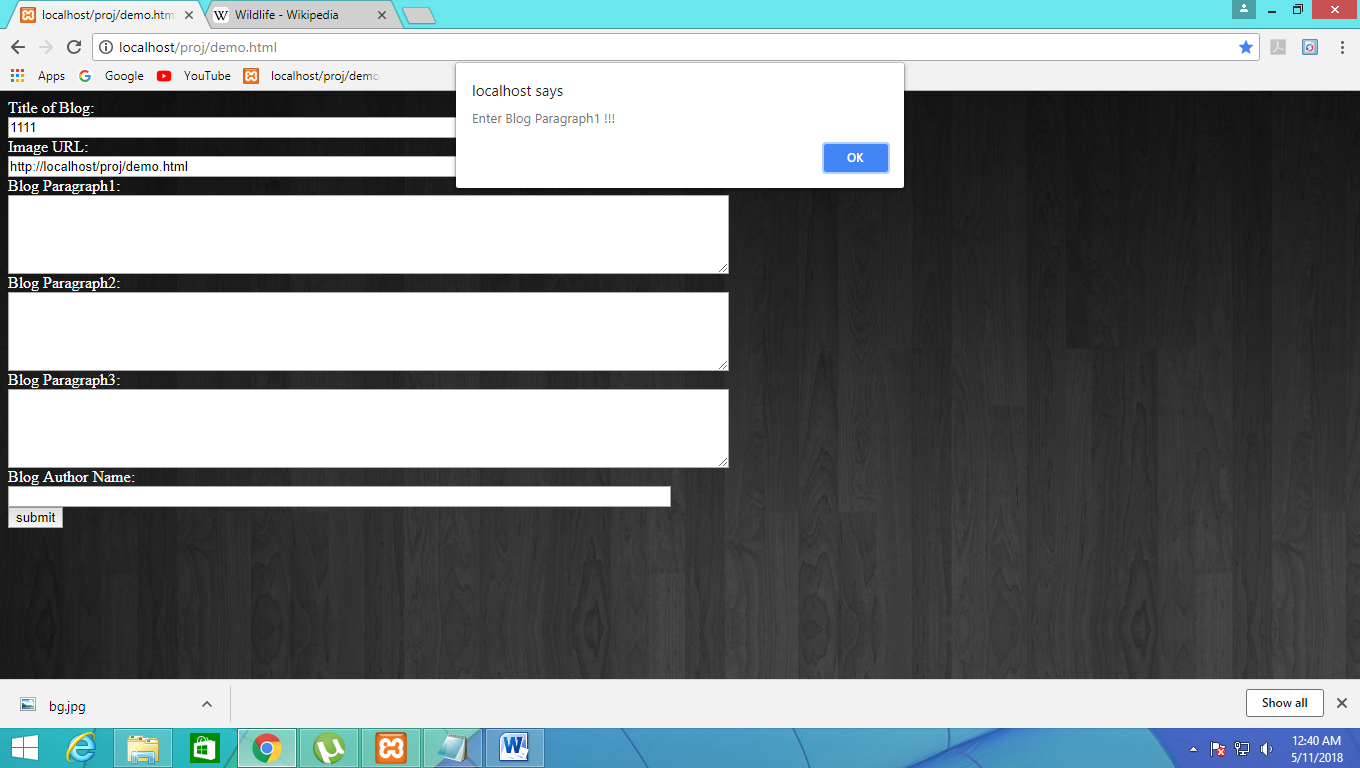 localhost/proj/demo.htm
Wildlife - Wikipedia
localhost/proj/demo.html
Apps
Google
YouTube
localhost/proj/demo
localhost says
Enter Blog Paragraph1 !!!
OK
Title of Blog:
1111
Image URL:
http://localhost/proj/demo.html
Blog Paragraph1:
Blog Paragraph2:
Blog Paragraph3:
Blog Author Name:
submit
bg.jpg
Show all
12:40 AM
5/11/2018